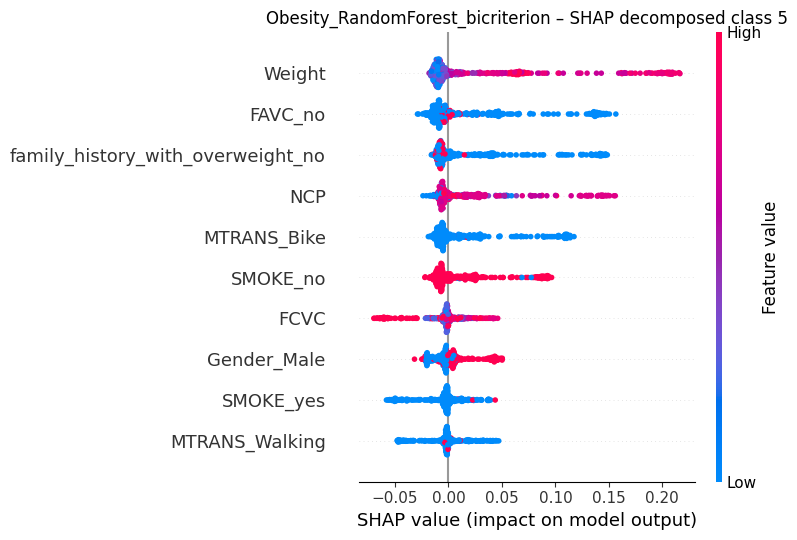 Obesity_RandomForest_bicriterion – SHAP decomposed class 5
High
Weight
FAVC_no
family_history_with_overweight_no
NCP
MTRANS_Bike
SMOKE_no
FCVC
Gender_Male
SMOKE_yes
MTRANS_Walking
Feature value
Low
−0.05 0.00 0.05 0.10 0.15 0.20
SHAP value (impact on model output)